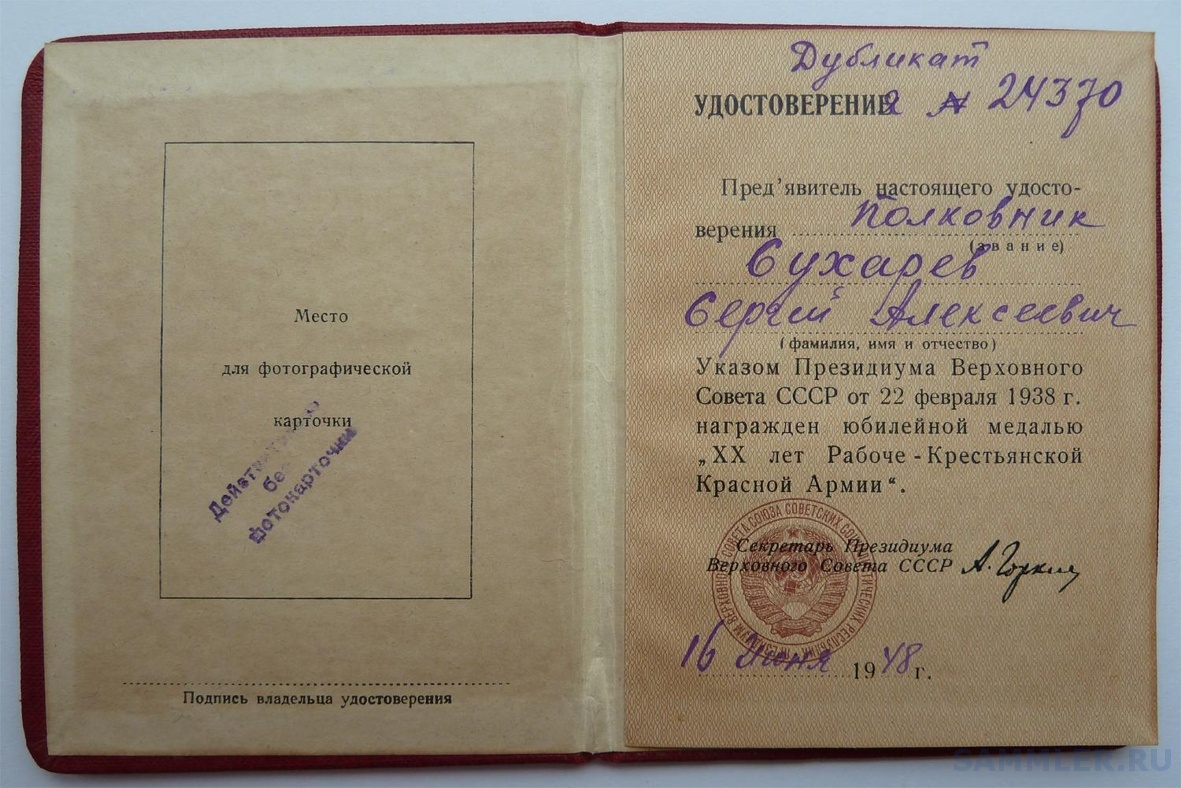 Место
для фотографической
карточки
Действительно
без
фотокарточки
Подпись владельца удостоверения
Дубликат
УДОСТОВЕРЕНИЕ № 24370
Пред'явитель настоящего удосто-
верения Полковник
(звание)
Сухарев
Сергей Алексеевич
(фамилия, имя и отчество)
Указом Президиума Верховного
Совета СССР от 22 февраля 1938 г.
награжден юбилейной медалью
„XX лет Рабоче-Крестьянской
Красной Армии“.
Секретарь Президиума
Верховного Совета СССР А. Горкин
16 июня 1948 г.
SAMMLER.RU